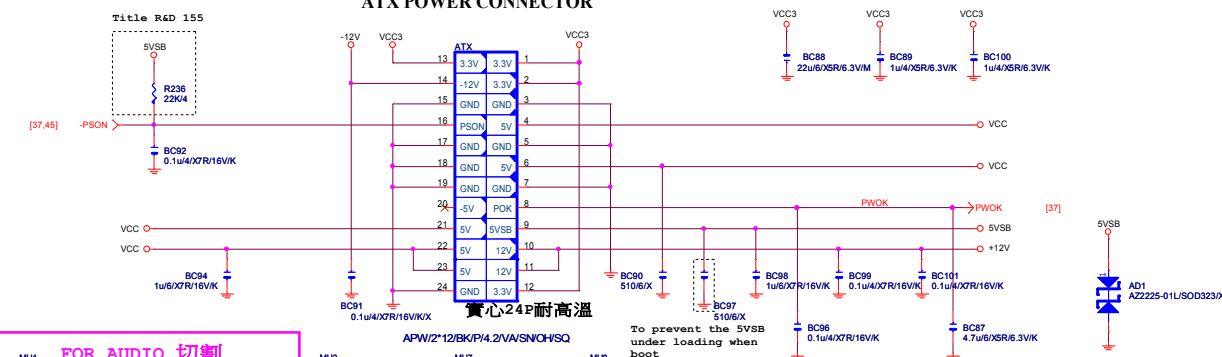 ATX POWER CONNECTOR
Title R&D 155
5VSB
R236
22K/4
[37,45] -PSON
BC92
0.1u/4/X7R/16V/K
-12V VCC3
VCC3
ATX
13 3.3V 3.3V 1
14 -12V 3.3V 2
15 GND GND 3
16 PSON 5V 4
17 GND GND 5
18 GND 5V 6
19 GND GND 7
20 -5V POK 8
21 5V 5VSB 9
22 5V 12V 10
23 5V 12V 11
24 GND 3.3V 12
VCC3 VCC3 VCC3
BC88
22u/6/X5R/6.3V/M
BC89
1u/4/X5R/6.3V/K
BC100
1u/4/X5R/6.3V/K
VCC
VCC
PWOK
PWOK [37]
5VSB
+12V
VCC
VCC
BC94
1u/6/X7R/16V/K
BC91
0.1u/4/X7R/16V/K/X
BC90
510/6/X
BC97
510/6/X
BC98
1u/6/X7R/16V/K
BC99
0.1u/4/X7R/16V/K
BC101
0.1u/4/X7R/16V/K
5VSB
1
AD1
AZ2225-01L/SOD323/X
實心24P耐高溫
APW/2*12/BK/P/4.2/VA/SN/OH/SQ
To prevent the 5VSB
under loading when
boot
BC96
0.1u/4/X7R/16V/K
BC87
4.7u/6/X5R/6.3V/K
FOR AUDIO 切割